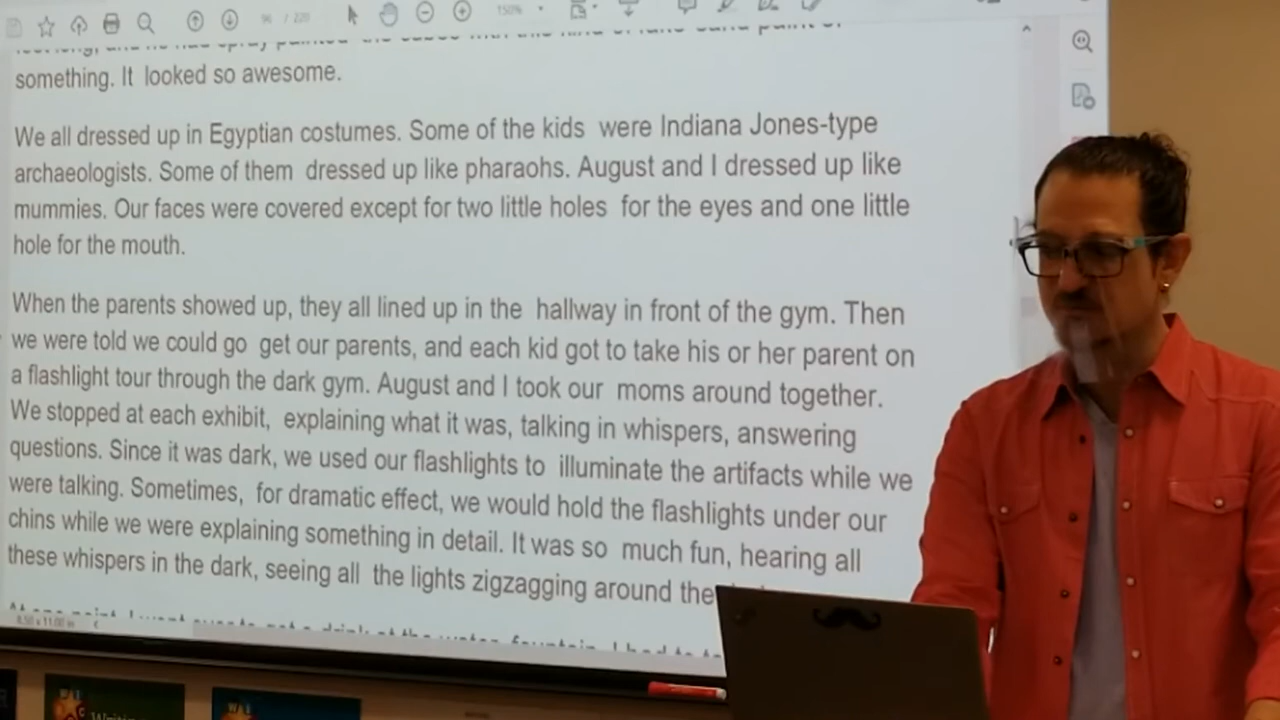 96 / 220
150%
something. It looked so awesome.
We all dressed up in Egyptian costumes. Some of the kids were Indiana Jones-type
archaeologists. Some of them dressed up like pharaohs. August and I dressed up like
mummies. Our faces were covered except for two little holes for the eyes and one little
hole for the mouth.
When the parents showed up, they all lined up in the hallway in front of the gym. Then
we were told we could go get our parents, and each kid got to take his or her parent on
a flashlight tour through the dark gym. August and I took our moms around together.
We stopped at each exhibit, explaining what it was, talking in whispers, answering
questions. Since it was dark, we used our flashlights to illuminate the artifacts while we
were talking. Sometimes, for dramatic effect, we would hold the flashlights under our
chins while we were explaining something in detail. It was so much fun, hearing all
these whispers in the dark, seeing all the lights zigzagging around the
8.50 x 11.00 in